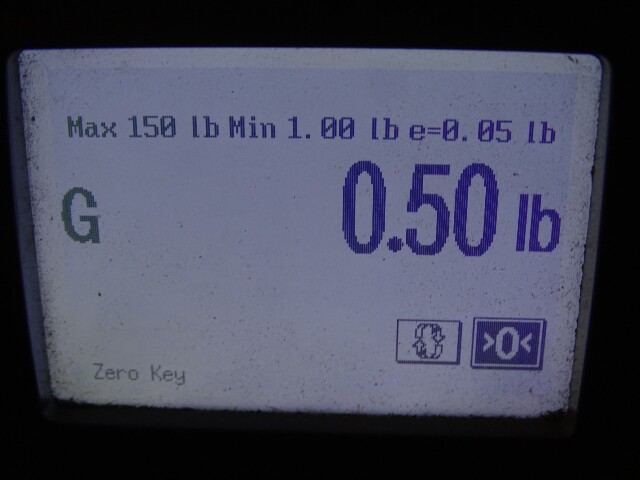 Max 150 lb Min 1.00 lb e=0.05 lb
G 0.50 lb
>0<
Zero Key